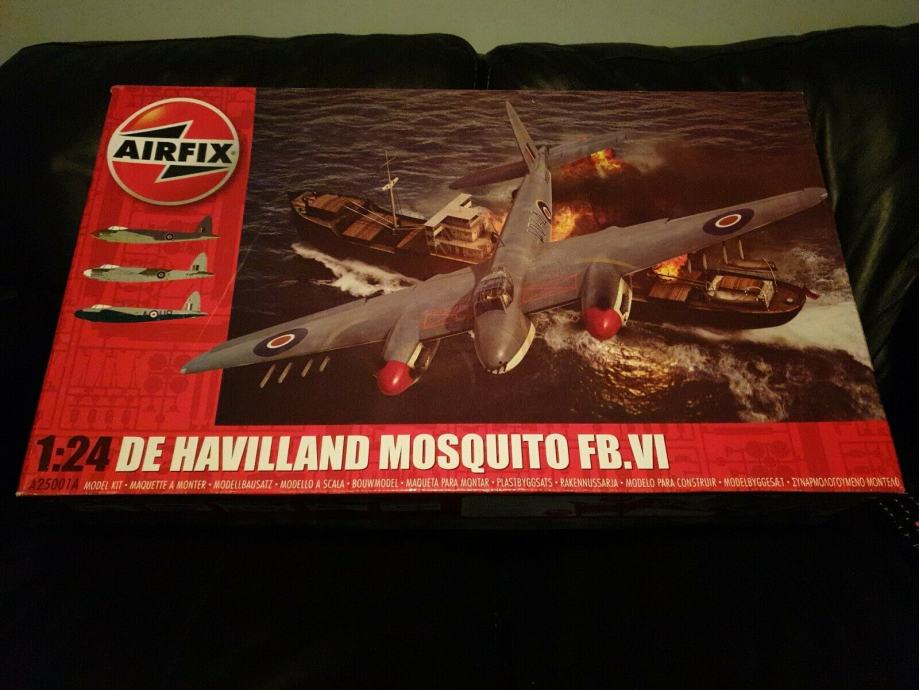 AIRFIX
1:24 DE HAVILLAND MOSQUITO FB.VI
A25001A MODEL KIT • MAQUETTE A MONTER • MODELLBAUSATZ • MODELLO A SCALA • BOUWMODEL • MAQUETA PARA MONTAR • PLASTBYGGSATS • RAKENNUSSARJA • MODELO PARA CONSTRUIR • MODELBYGGESÆT • ΣΥΝΑΡΜΟΛΟΓΟΥΜΕΝΟ ΜΟΝΤΕΛΟ